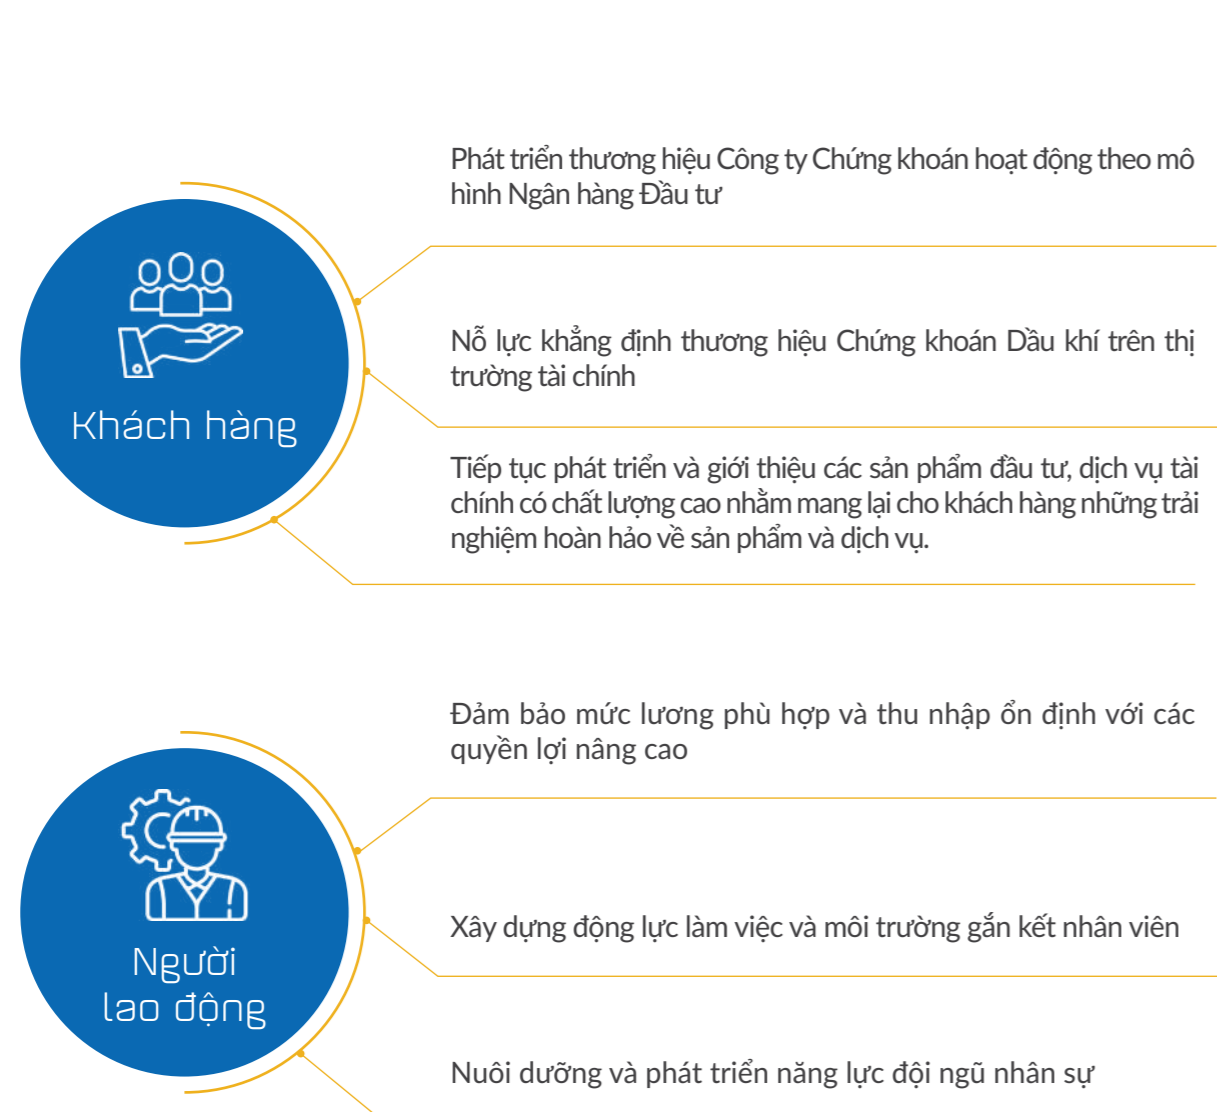 Phát triển thương hiệu Công ty Chứng khoán hoạt động theo mô
hình Ngân hàng Đầu tư
Nỗ lực khẳng định thương hiệu Chứng khoán Dầu khí trên thị
trường tài chính
Khách hàng
Tiếp tục phát triển và giới thiệu các sản phẩm đầu tư, dịch vụ tài
chính có chất lượng cao nhằm mang lại cho khách hàng những trải
nghiệm hoàn hảo về sản phẩm và dịch vụ.
Đảm bảo mức lương phù hợp và thu nhập ổn định với các
quyền lợi nâng cao
Xây dựng động lực làm việc và môi trường gắn kết nhân viên
Người
lao động
Nuôi dưỡng và phát triển năng lực đội ngũ nhân sự